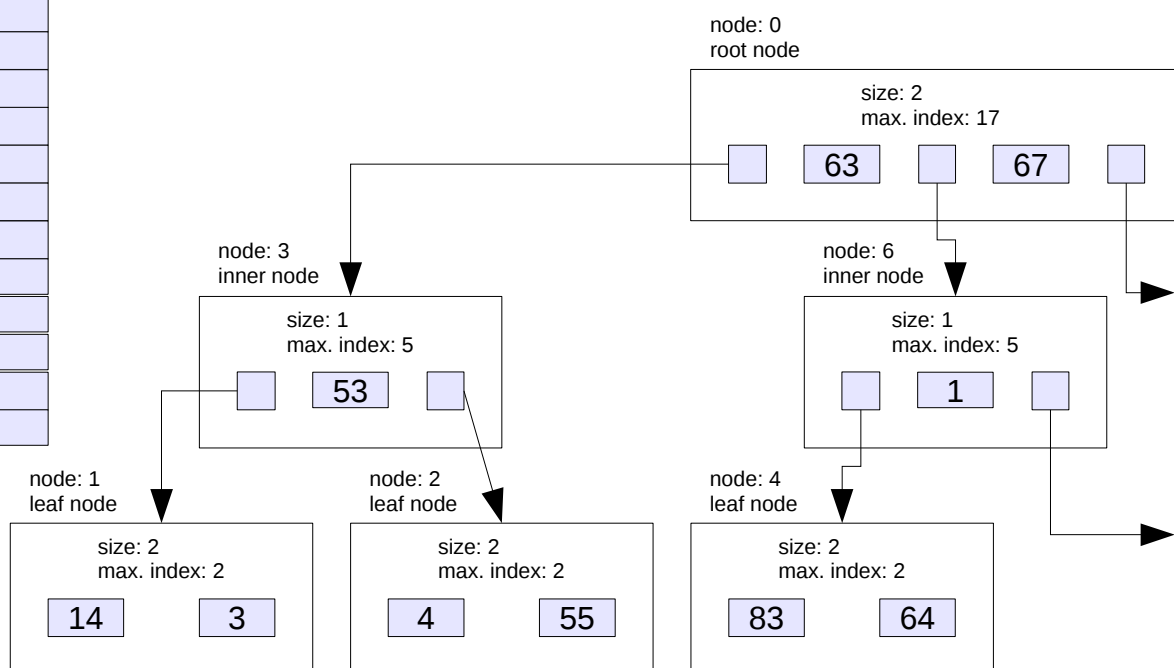 node: 0
root node
size: 2
max. index: 17
63
67
node: 3
inner node
size: 1
max. index: 5
53
node: 6
inner node
size: 1
max. index: 5
1
node: 1
leaf node
size: 2
max. index: 2
14
3
node: 2
leaf node
size: 2
max. index: 2
4
55
node: 4
leaf node
size: 2
max. index: 2
83
64